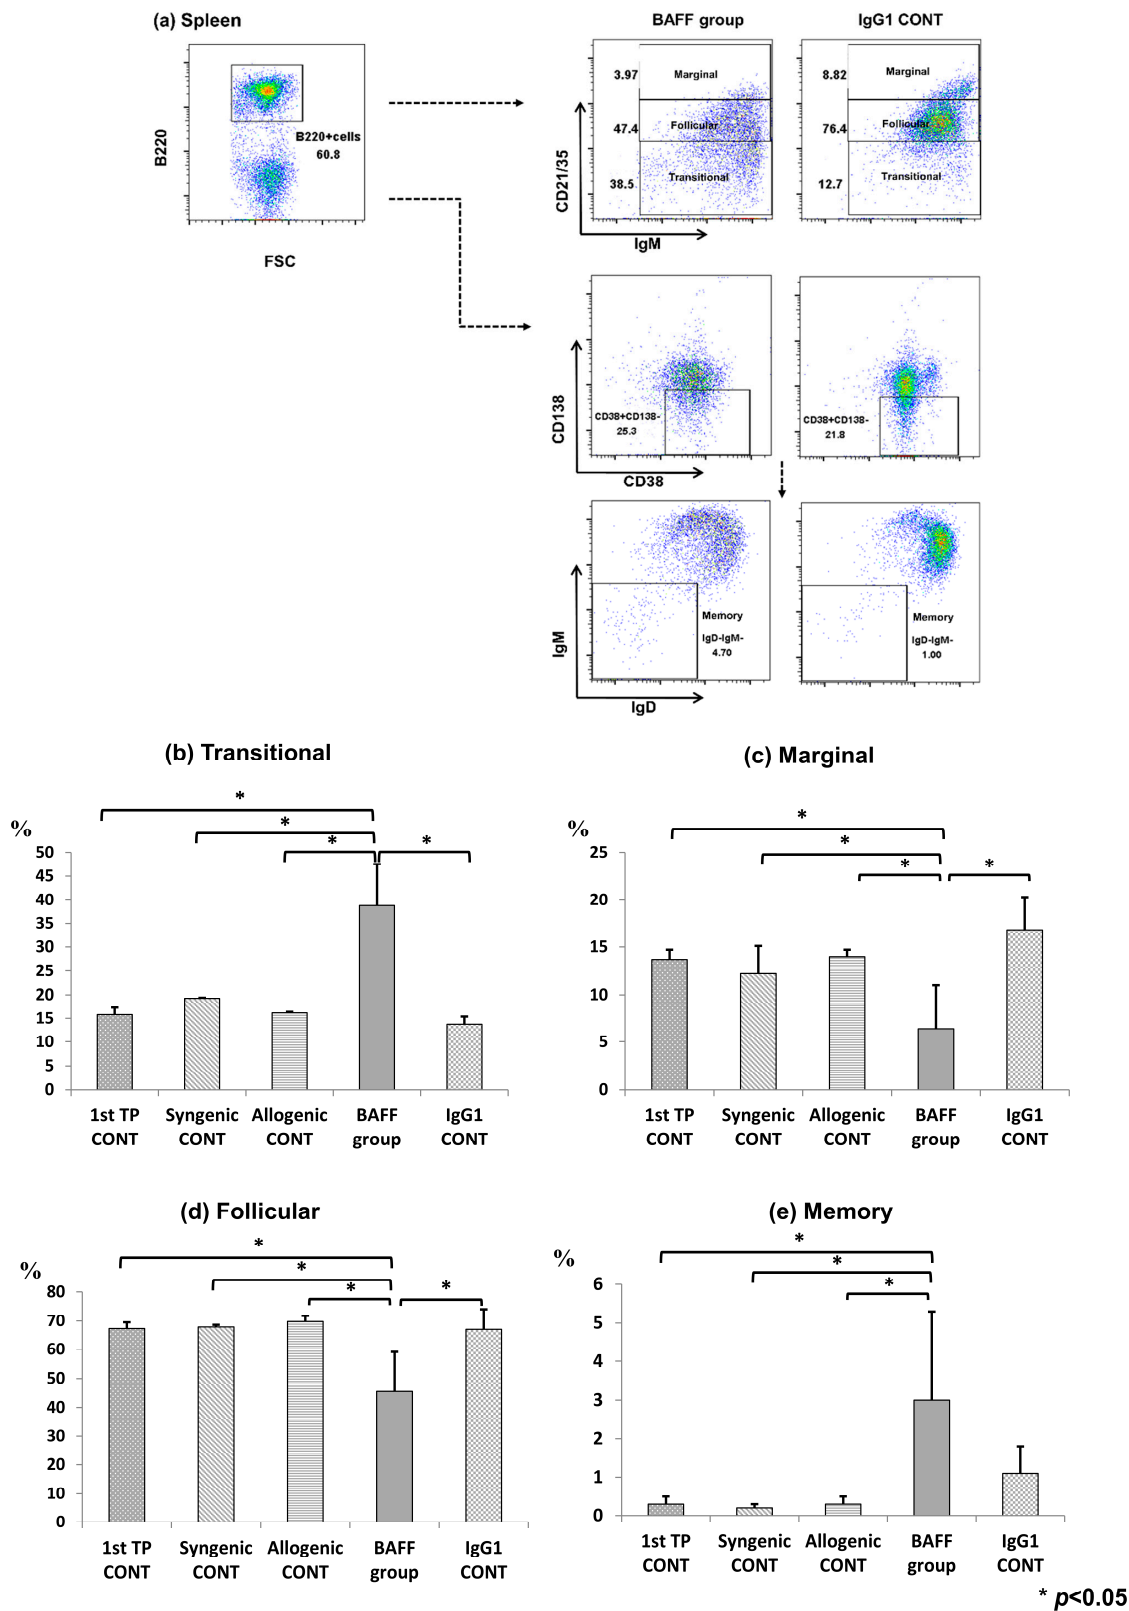 (a) Spleen
BAFF group
IgG1 CONT
B220
B220+cells
60.8
FSC
3.97
Marginal
47.4
Follicular
38.5
Transitional
8.82
Marginal
76.4
Follicular
12.7
Transitional
CD21/35
IgM
CD138
CD38+CD138-
25.3
CD38+CD138-
21.8
CD38
IgM
Memory
IgD-IgM-
4.70
Memory
IgD-IgM-
1.00
IgD
(b) Transitional
* * * *
%
50
45
40
35
30
25
20
15
10
5
0
1st TP CONT
Syngenic CONT
Allogenic CONT
BAFF group
IgG1 CONT
(c) Marginal
* * * *
%
25
20
15
10
5
0
1st TP CONT
Syngenic CONT
Allogenic CONT
BAFF group
IgG1 CONT
(d) Follicular
* * * *
%
80
70
60
50
40
30
20
10
0
1st TP CONT
Syngenic CONT
Allogenic CONT
BAFF group
IgG1 CONT
(e) Memory
* * *
%
6
5
4
3
2
1
0
1st TP CONT
Syngenic CONT
Allogenic CONT
BAFF group
IgG1 CONT
* p<0.05